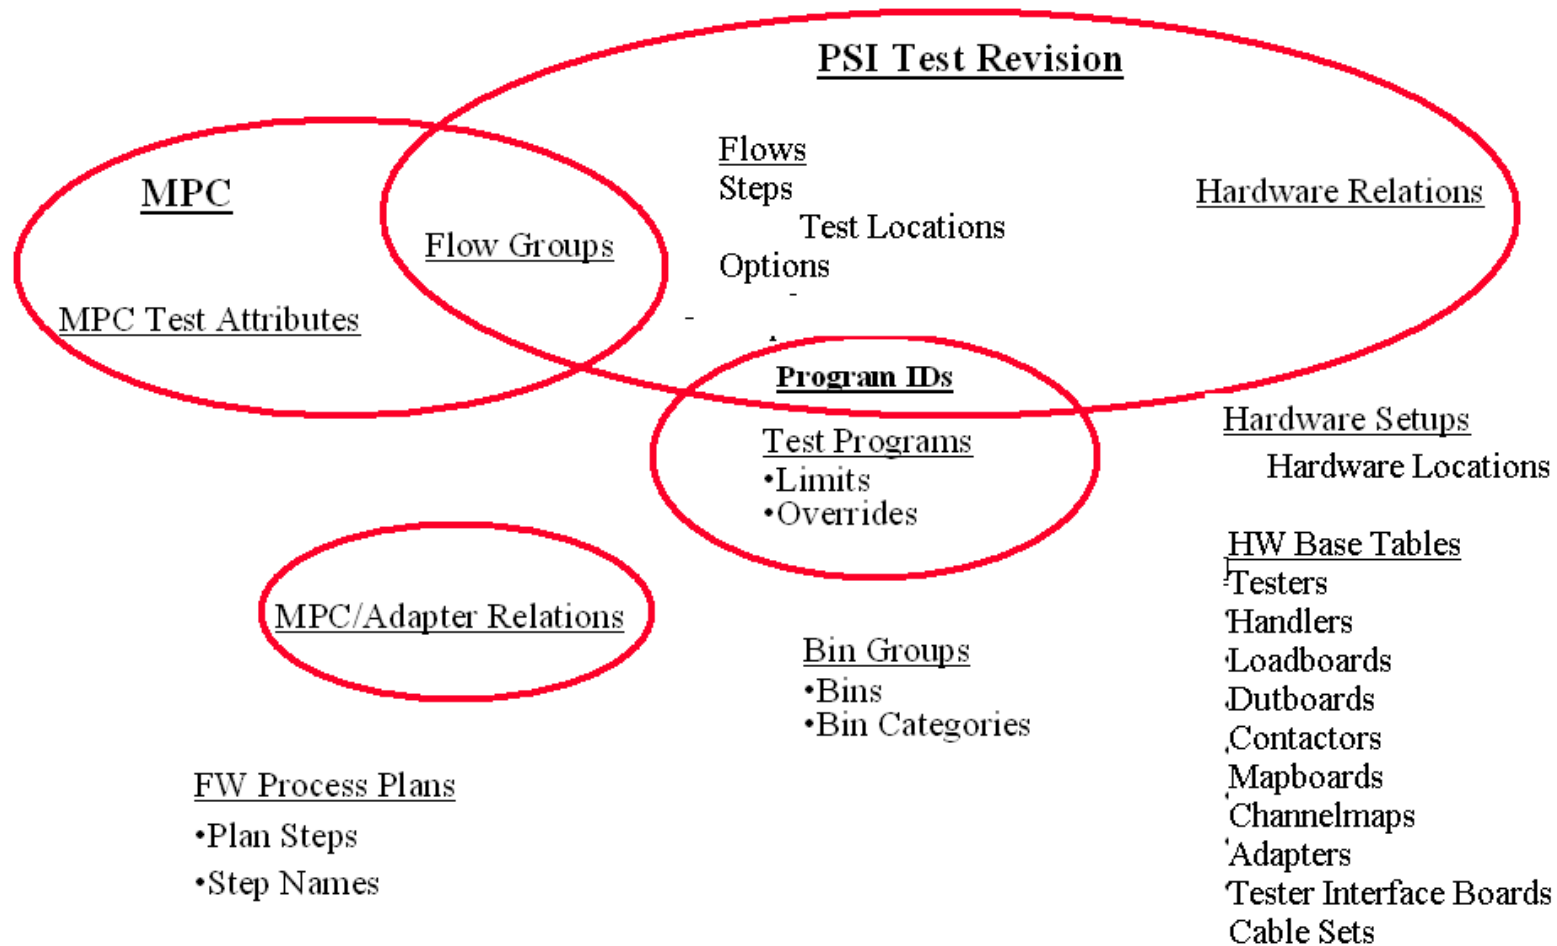 PSI Test Revision
MPC
Flow Groups
MPC Test Attributes
Flows
Steps
Test Locations
Options
Hardware Relations
Program IDs
Test Programs
•Limits
•Overrides
Hardware Setups
Hardware Locations
MPC/Adapter Relations
Bin Groups
•Bins
•Bin Categories
HW Base Tables
Testers
Handlers
Loadboards
Dutboards
Contactors
Mapboards
Channelmaps
Adapters
Tester Interface Boards
Cable Sets
FW Process Plans
•Plan Steps
•Step Names